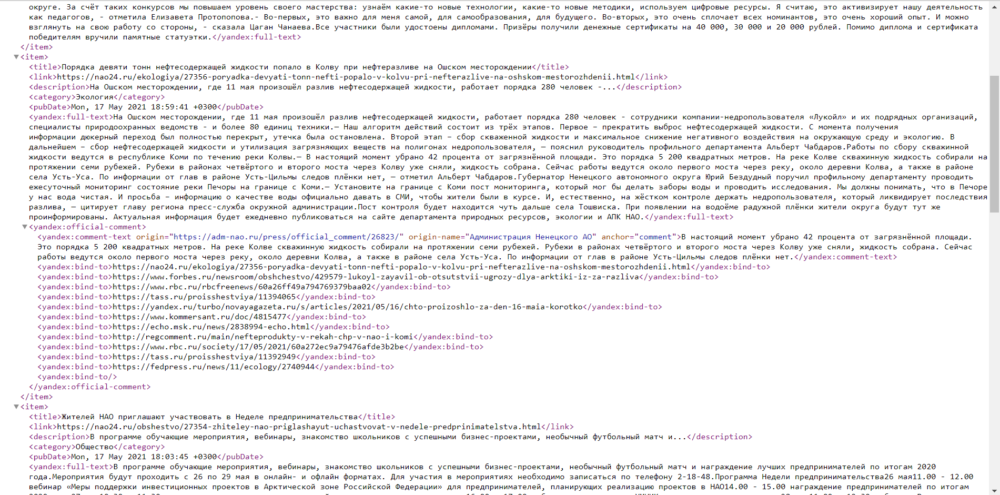 округе. За счёт таких конкурсов мы повышаем уровень своего мастерства: узнаём какие-то новые технологии, какие-то новые методики, используем цифровые ресурсы. Я считаю, это активизирует нашу деятельность
как педагогов, - отметила Елизавета Протопопова.- Во-первых, это важно для меня самой, для самообразования, для будущего. Во-вторых, это очень сплочает всех номинантов, это очень хороший опыт. И можно
взглянуть на свою работу со стороны, - сказала Цаган Чанаева.Все участники были удостоены дипломами. Призёры получили денежные сертификаты на 40 000, 30 000 и 20 000 рублей. Помимо диплома и сертификата
победителям вручили памятные статуэтки.</yandex:full-text>
</item>
▼<item>
<title>Порядка девяти тонн нефтесодержащей жидкости попало в Колву при нефтеразливе на Ошском месторождении</title>
<link>https://nao24.ru/ekologiya/27356-poryadka-devyati-tonn-nefti-popalo-v-kolvu-pri-nefterazlive-na-oshskom-mestorozhdenii.html</link>
<description>На Ошском месторождении, где 11 мая произошёл разлив нефтесодержащей жидкости, работает порядка 280 человек -...</description>
<category>Экология</category>
<pubDate>Mon, 17 May 2021 18:59:41 +0300</pubDate>
<yandex:full-text>На Ошском месторождении, где 11 мая произошёл разлив нефтесодержащей жидкости, работает порядка 280 человек - сотрудники компании-недропользователя «Лукойл» и их подрядных организаций,
специалисты природоохранных ведомств - и более 80 единиц техники.— Наш алгоритм действий состоит из трёх этапов. Первое – прекратить выброс нефтесодержащей жидкости. С момента получения
информации дюкерный переход был полностью перекрыт, утечка была остановлена. Второй этап – сбор скваженной жидкости и максимальное снижение негативного воздействия на окружающую среду и экологию. В
дальнейшем – сбор нефтесодержащей жидкости и утилизация загрязняющих веществ на полигонах недропользователя, — пояснил руководитель профильного департамента Альберт Чабдаров.Работы по сбору скважинной
жидкости ведутся в республике Коми по течению реки Колвы.— В настоящий момент убрано 42 процента от загрязнённой площади. Это порядка 5 200 квадратных метров. На реке Колве скважинную жидкость собирали на
протяжении семи рубежей. Рубежи в районах четвёртого и второго моста через Колву уже сняли, жидкость собрана. Сейчас работы ведутся около первого моста через реку, около деревни Колва, а также в районе
села Усть-Уса. По информации от глав в районе Усть-Цильмы следов плёнки нет, — отметил Альберт Чабдаров.Губернатор Ненецкого автономного округа Юрий Бездудный поручил профильному департаменту проводить
ежесуточный мониторинг состояние реки Печоры на границе с Коми.— Установите на границе с Коми пост мониторинга, который мог бы делать заборы воды и проводить исследования. Мы должны понимать, что в Печоре
у нас вода чистая. И просьба – информацию о качестве воды официально давать в СМИ, чтобы жители были в курсе. И, естественно, на жёстком контроле держать недропользователя, который ликвидирует последствия
разлива, — цитирует главу региона пресс-служба окружной администрации.Пост контроля будет находится чуть дальше села Тошвиска. При появлении на водоёме радужной плёнки жители округа будут тут же
проинформированы. Актуальная информация будет ежедневно публиковаться на сайте департамента природных ресурсов, экологии и АПК НАО.</yandex:full-text>
▼<yandex:official-comment>
<yandex:comment-text origin="https://adm-nao.ru/press/official_comment/26823/" origin-name="Администрация Ненецкого АО" anchor="comment">В настоящий момент убрано 42 процента от загрязнённой площади.
Это порядка 5 200 квадратных метров. На реке Колве скважинную жидкость собирали на протяжении семи рубежей. Рубежи в районах четвёртого и второго моста через Колву уже сняли, жидкость собрана. Сейчас
работы ведутся около первого моста через реку, около деревни Колва, а также в районе села Усть-Уса. По информации от глав в районе Усть-Цильмы следов плёнки нет.</yandex:comment-text>
<yandex:bind-to>https://nao24.ru/ekologiya/27356-poryadka-devyati-tonn-nefti-popalo-v-kolvu-pri-nefterazlive-na-oshskom-mestorozhdenii.html</yandex:bind-to>
<yandex:bind-to>https://www.forbes.ru/newsroom/obshchestvo/429579-lukoyl-zayavil-ob-otsutstvii-ugrozy-dlya-arktiki-iz-za-razliva</yandex:bind-to>
<yandex:bind-to>https://www.rbc.ru/rbcfreenews/60a26ff49a794769379baa02</yandex:bind-to>
<yandex:bind-to>https://tass.ru/proisshestviya/11394065</yandex:bind-to>
<yandex:bind-to>https://yandex.ru/turbo/novayagazeta.ru/s/articles/2021/05/16/chto-proizoshlo-za-den-16-maia-korotko</yandex:bind-to>
<yandex:bind-to>https://www.kommersant.ru/doc/4815477</yandex:bind-to>
<yandex:bind-to>https://echo.msk.ru/news/2838994-echo.html</yandex:bind-to>
<yandex:bind-to>http://regcomment.ru/main/nefteprodukty-v-rekah-chp-v-nao-i-komi</yandex:bind-to>
<yandex:bind-to>https://www.rbc.ru/society/17/05/2021/60a272ec9a79476afde3b2be</yandex:bind-to>
<yandex:bind-to>https://tass.ru/proisshestviya/11392949</yandex:bind-to>
<yandex:bind-to>https://fedpress.ru/news/11/ecology/2740944</yandex:bind-to>
<yandex:bind-to/>
</yandex:official-comment>
</item>
▼<item>
<title>Жителей НАО приглашают участвовать в Неделе предпринимательства</title>
<link>https://nao24.ru/obshestvo/27354-zhiteley-nao-priglashayut-uchastvovat-v-nedele-predprinimatelstva.html</link>
<description>В программе обучающие мероприятия, вебинары, знакомство школьников с успешными бизнес-проектами, необычный футбольный матч и...</description>
<category>Общество</category>
<pubDate>Mon, 17 May 2021 18:03:45 +0300</pubDate>
<yandex:full-text>В программе обучающие мероприятия, вебинары, знакомство школьников с успешными бизнес-проектами, необычный футбольный матч и награждение лучших предпринимателей по итогам 2020
года.Мероприятия будут проходить с 26 по 29 мая в онлайн- и офлайн форматах. Для участия в мероприятиях необходимо записаться по телефону 2-18-48.Программа Недели предпринимательства26 мая11.00 - 12.00
вебинар «Меры поддержки инвестиционных проектов в Арктической зоне Российской Федерации» для предпринимателей, планирующих реализацию проектов в НАО14.00 - 15.00 награждение предпринимателей по итогам